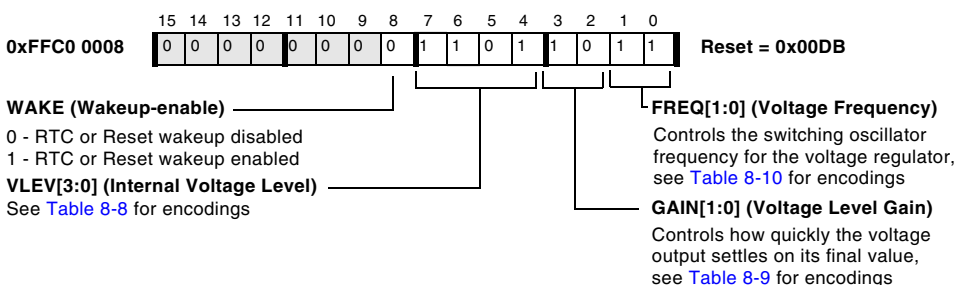 15 14 13 12 11 10 9 8 7 6 5 4 3 2 1 0
0xFFC0 0008 0 0 0 0 0 0 0 0 1 1 0 1 1 0 1 1 Reset = 0x00DB
WAKE (Wakeup-enable)
0 - RTC or Reset wakeup disabled
1 - RTC or Reset wakeup enabled
VLEV[3:0] (Internal Voltage Level)
See Table 8-8 for encodings
FREQ[1:0] (Voltage Frequency)
Controls the switching oscillator
frequency for the voltage regulator,
see Table 8-10 for encodings
GAIN[1:0] (Voltage Level Gain)
Controls how quickly the voltage
output settles on its final value,
see Table 8-9 for encodings